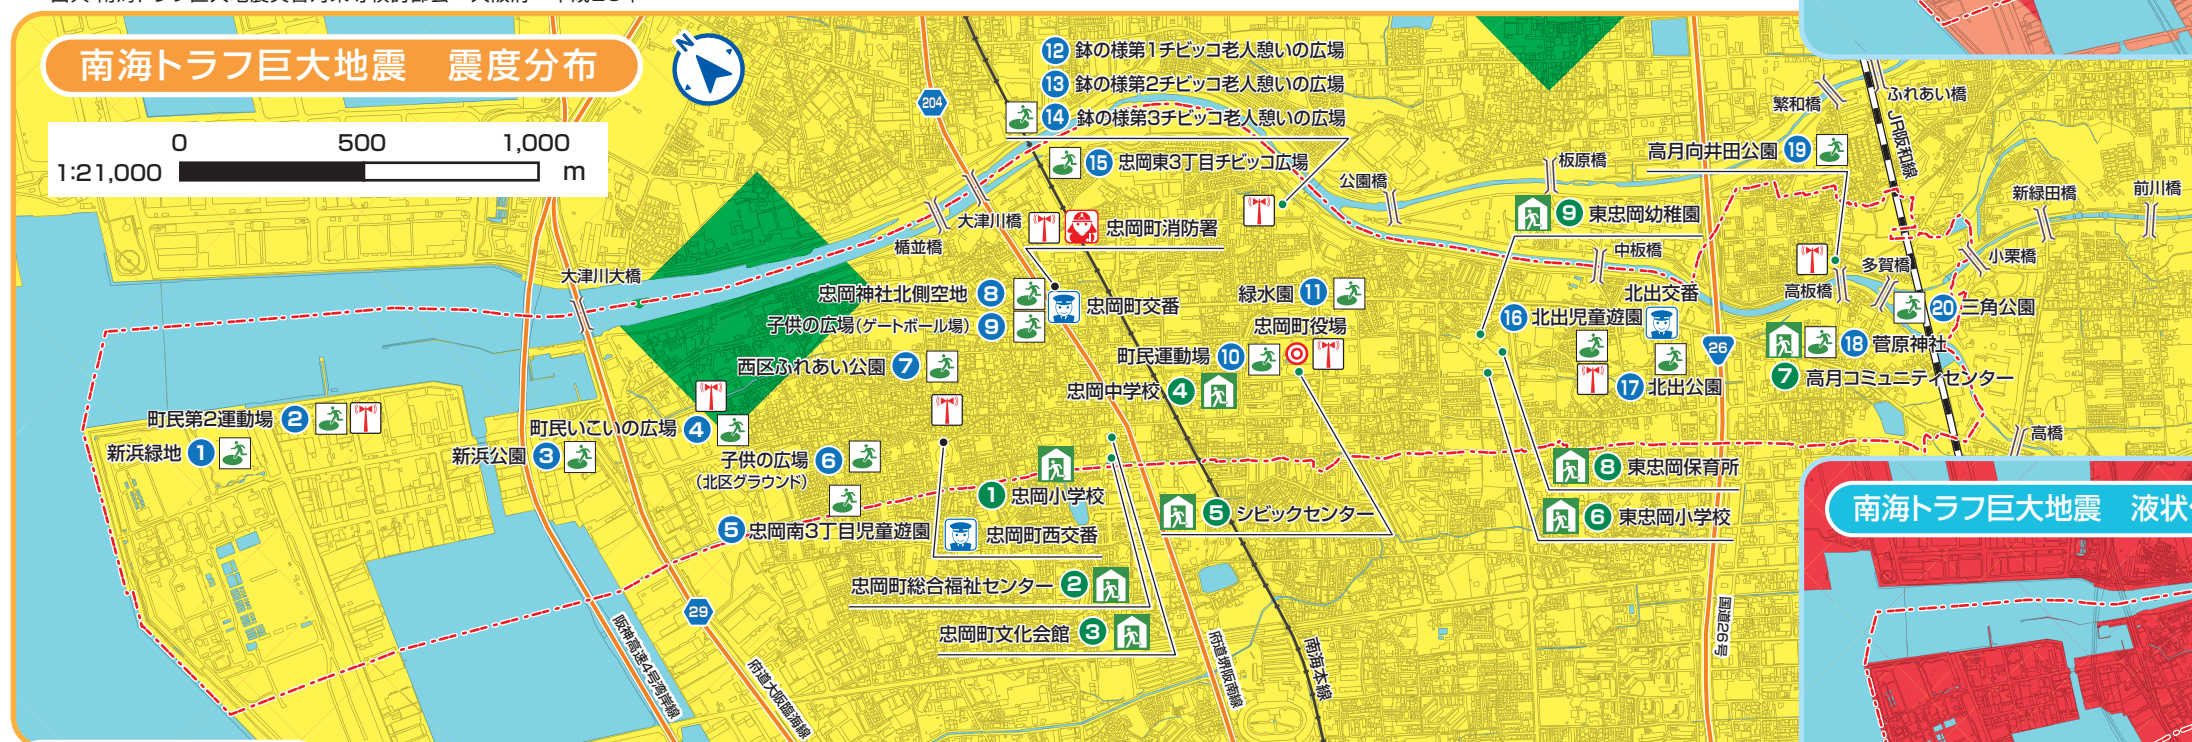 南海トラフ巨大地震 震度分布
N
0 500 1,000
1:21,000 m
204
⑫ 鉢の様第1チビッコ老人憩いの広場
⑬ 鉢の様第2チビッコ老人憩いの広場
⑭ 鉢の様第3チビッコ老人憩いの広場
⑮ 忠岡東3丁目チビッコ広場
繁和橋
ふれあい橋
JR阪和線
高月向井田公園 ⑲
板原橋
公園橋
新緑田橋
前川橋
⑨ 東忠岡幼稚園
大津川橋
忠岡町消防署
楯並橋
大津川大橋
中板橋
小栗橋
多賀橋
高板橋
忠岡神社北側空地 ⑧
忠岡町交番
緑水園 ⑪
北出交番
⑳ 三角公園
子供の広場(ゲートボール場) ⑨
忠岡町役場
⑯ 北出児童遊園
26
⑱ 菅原神社
西区ふれあい公園 ⑦
町民運動場 ⑩
忠岡中学校 ④
⑰ 北出公園
⑦ 高月コミュニティセンター
町民第2運動場 ②
町民いこいの広場 ④
新浜緑地 ①
新浜公園 ③
子供の広場 ⑥
(北区グラウンド)
高橋
⑧ 東忠岡保育所
① 忠岡小学校
⑤ シビックセンター
⑥ 東忠岡小学校
⑤ 忠岡南3丁目児童遊園
忠岡町西交番
忠岡町総合福祉センター ②
忠岡町文化会館 ③
29
阪神高速4号湾岸線
府道大阪臨海線
府道堺阪南線
南海本線
国道26号
南海トラフ巨大地震 液状